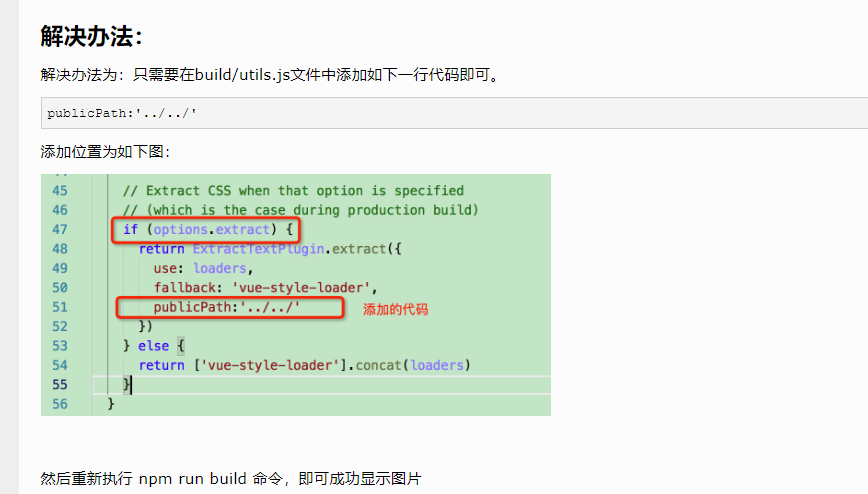 解决办法：
解决办法为：只需要在build/utils.js文件中添加如下一行代码即可。
publicPath:'../../'
添加位置为如下图：
45 // Extract CSS when that option is specified
46 // (which is the case during production build)
47 if (options.extract) {
48 return ExtractTextPlugin.extract({
49 use: loaders,
50 fallback: 'vue-style-loader',
51 publicPath:'../../' 添加的代码
52 })
53 } else {
54 return ['vue-style-loader'].concat(loaders)
55 }
56 }
然后重新执行 npm run build 命令，即可成功显示图片